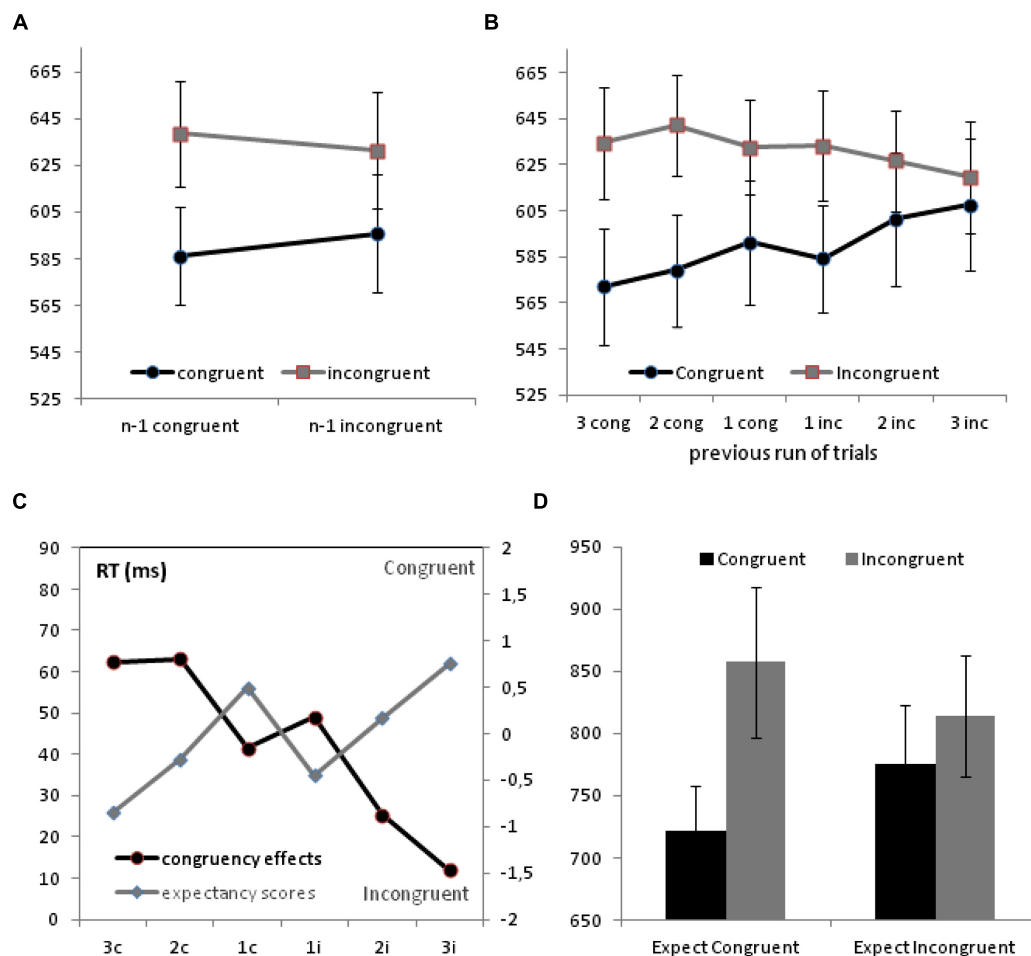 A
665
645
625
605
585
565
545
525
congruent incongruent
n-1 congruent n-1 incongruent
B
665
645
625
605
585
565
545
525
Congruent Incongruent
3 cong 2 cong 1 cong 1 inc 2 inc 3 inc
previous run of trials
C
90
80
70
60
50
40
30
20
10
0
RT (ms)
Congruent
congruency effects
expectancy scores
Incongruent
2
1,5
1
0,5
0
-0,5
-1
-1,5
-2
3c 2c 1c 1i 2i 3i
D
950
900
850
800
750
700
650
Congruent Incongruent
Expect Congruent Expect Incongruent